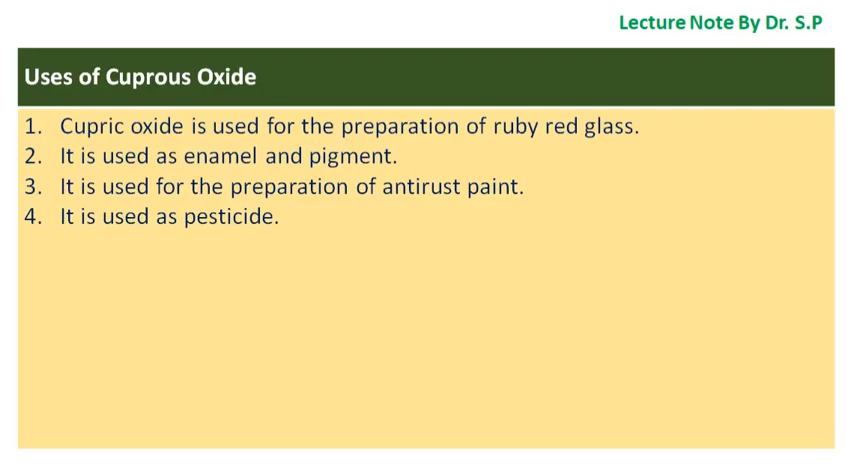 Lecture Note By Dr. S.P
Uses of Cuprous Oxide
1. Cupric oxide is used for the preparation of ruby red glass.
2. It is used as enamel and pigment.
3. It is used for the preparation of antirust paint.
4. It is used as pesticide.